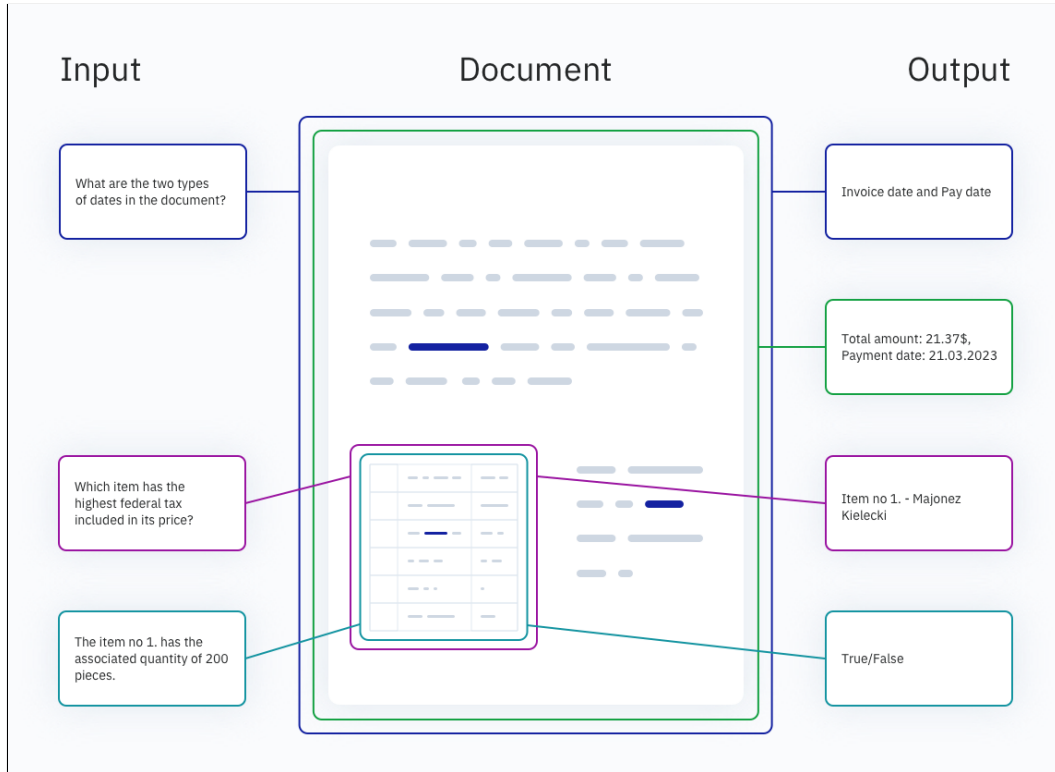 Input
Document
Output
What are the two types
of dates in the document?
Invoice date and Pay date
Total amount: 21.37$,
Payment date: 21.03.2023
Which item has the
highest federal tax
included in its price?
Item no 1. - Majonez
Kielecki
The item no 1. has the
associated quantity of 200
pieces.
True/False